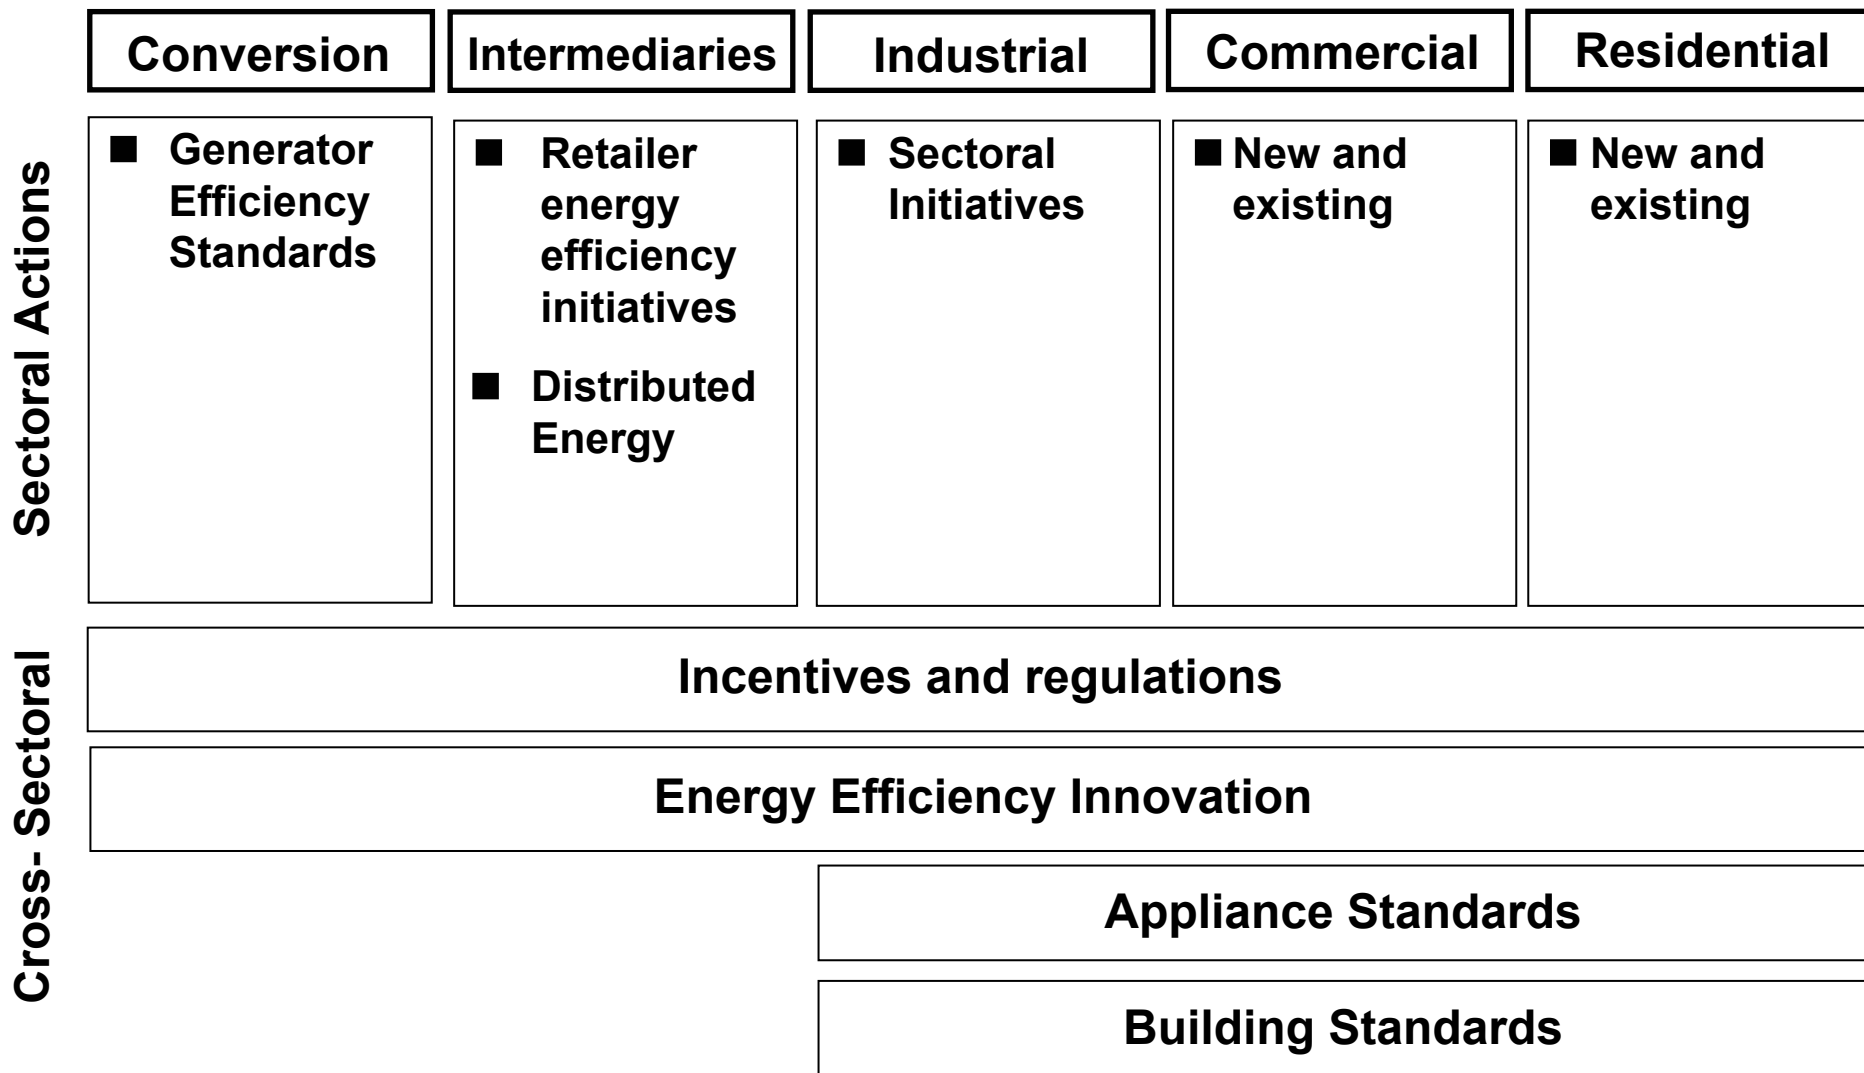 Conversion
Intermediaries
Industrial
Commercial
Residential
Sectoral Actions
■ Generator
Efficiency
Standards
■ Retailer
energy
efficiency
initiatives
■ Distributed
Energy
■ Sectoral
Initiatives
■ New and
existing
■ New and
existing
Cross- Sectoral
Incentives and regulations
Energy Efficiency Innovation
Appliance Standards
Building Standards